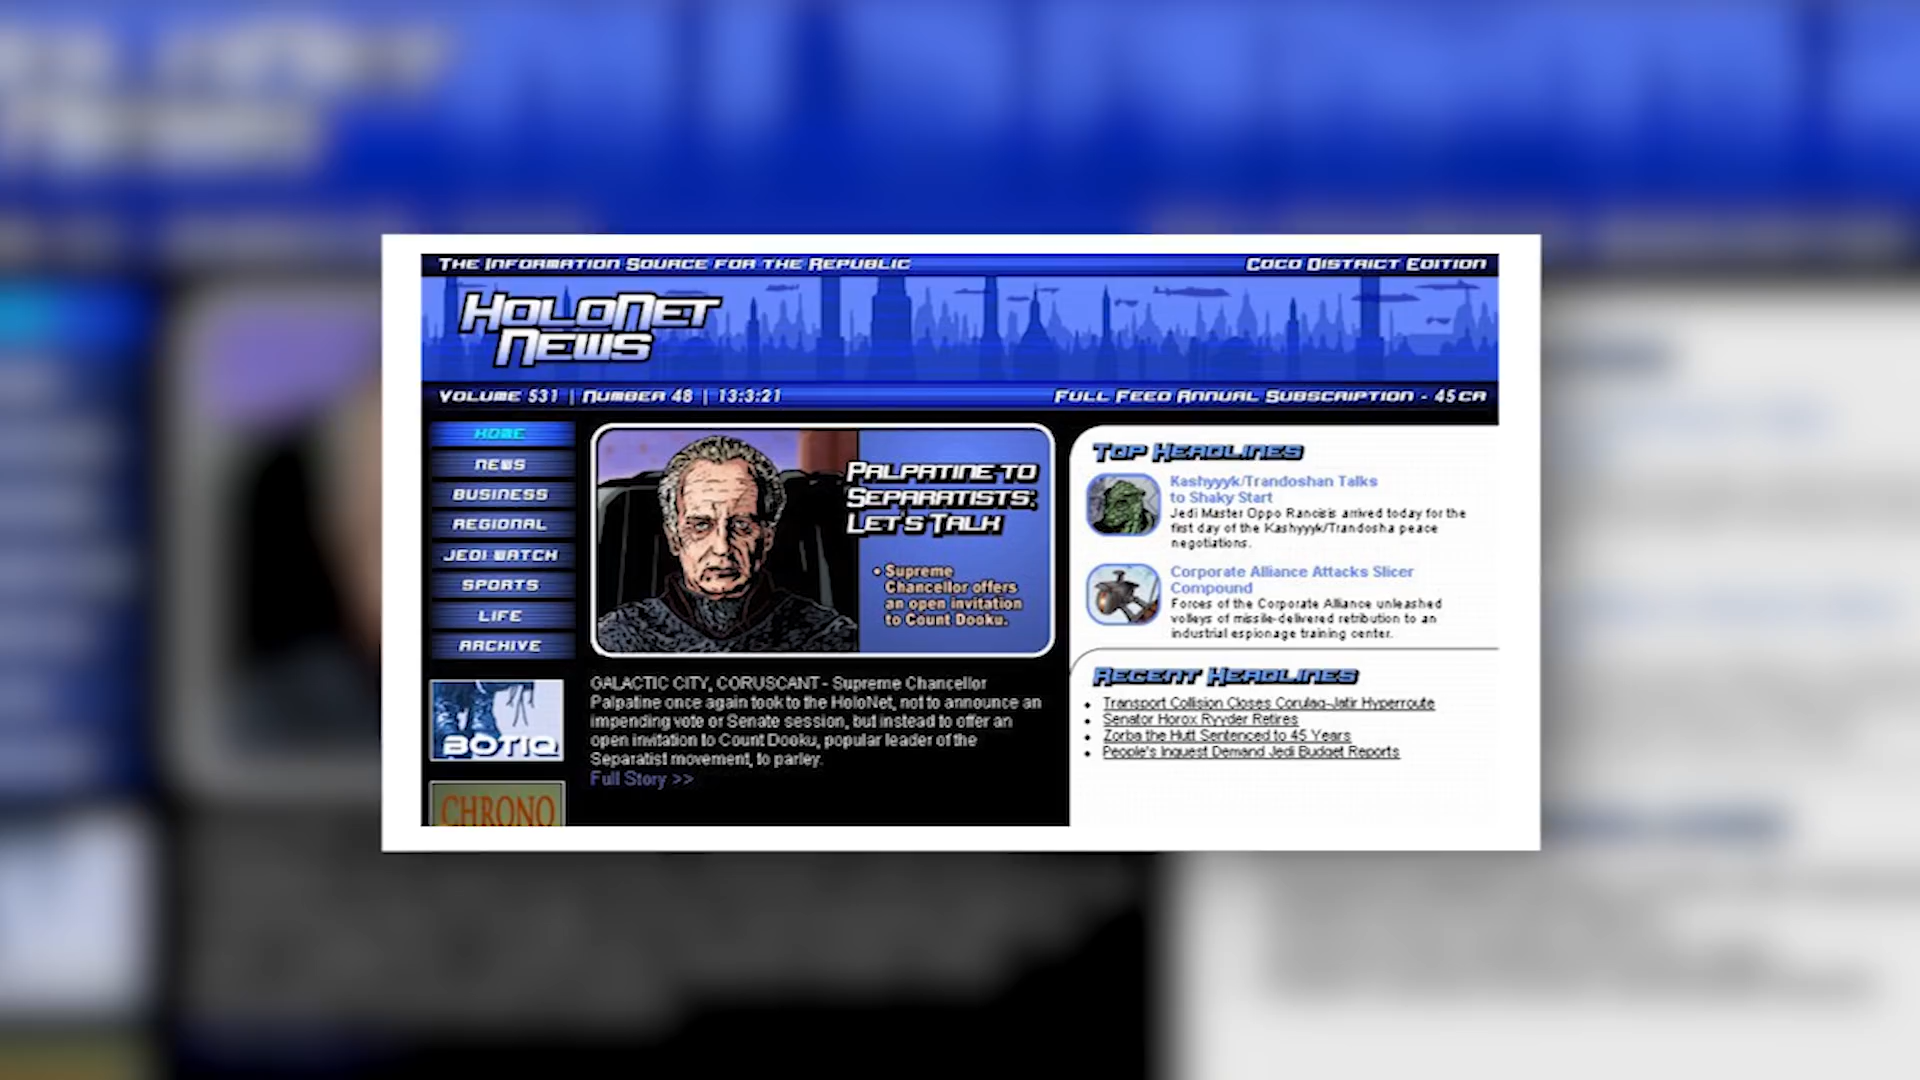 The Information Source for the Republic
Coco District Edition
HoloNet
News
Volume 531 | Number 48 | 13:3:21
Full Feed Annual Subscription - 45cr
Home
News
Business
Regional
Jedi Watch
Sports
Life
Archive
BOTIQ
CHRONO
Palpatine to
Separatists:
Let's Talk
• Supreme
Chancellor offers
an open invitation
to Count Dooku.
GALACTIC CITY, CORUSCANT - Supreme Chancellor
Palpatine once again took to the HoloNet, not to announce an
impending vote or Senate session, but instead to offer an
open invitation to Count Dooku, popular leader of the
Separatist movement, to parley.
Full Story >>
Top Headlines
Kashyyyk/Trandoshan Talks
to Shaky Start
Jedi Master Oppo Rancisis arrived today for the
first day of the Kashyyyk/Trandosha peace
negotiations.
Corporate Alliance Attacks Slicer
Compound
Forces of the Corporate Alliance unleashed
volleys of missile-delivered retribution to an
industrial espionage training center.
Recent Headlines
• Transport Collision Closes Corulag-Jatir Hyperroute
• Senator Horox Ryyder Retires
• Zorba the Hutt Sentenced to 45 Years
• People's Inquest Demand Jedi Budget Reports